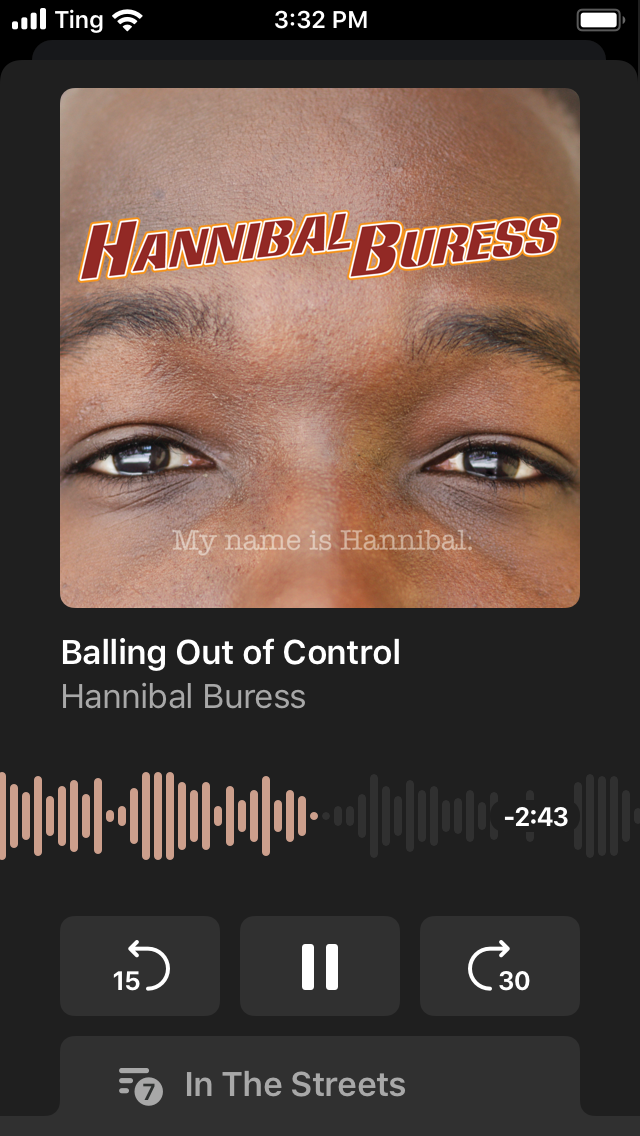 Ting
3:32 PM
HANNIBAL BURESS
My name is Hannibal.
Balling Out of Control
Hannibal Buress
-2:43
15
30
7
In The Streets